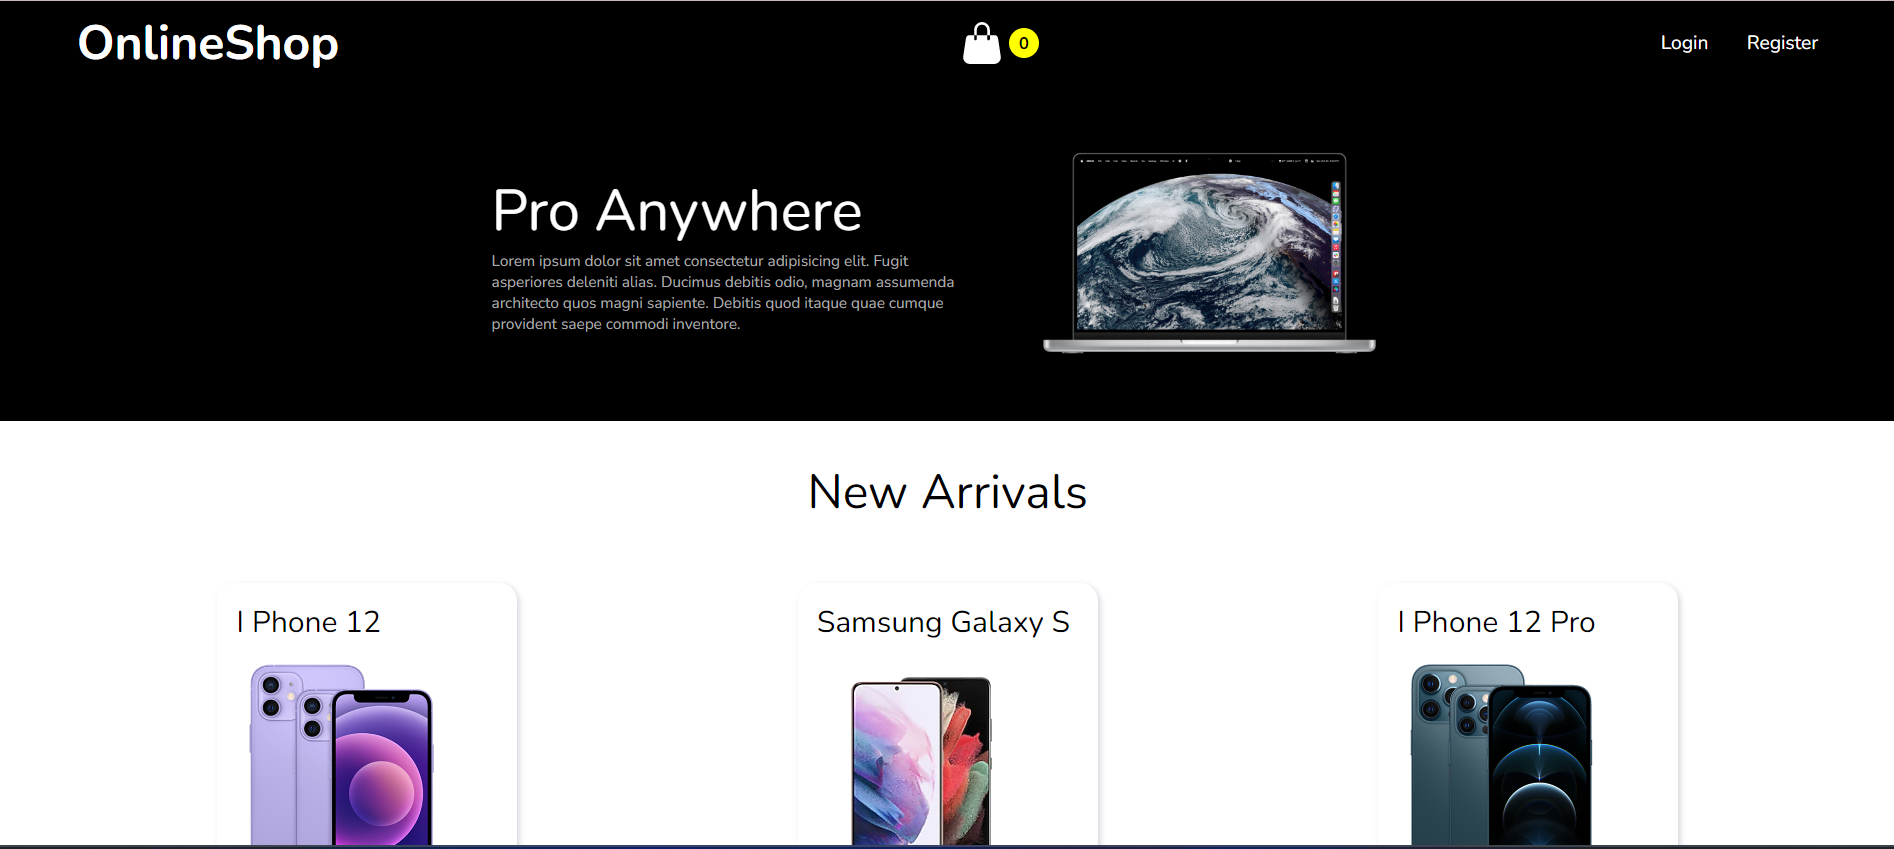 OnlineShop
0
Login
Register
Pro Anywhere
Lorem ipsum dolor sit amet consectetur adipisicing elit. Fugit
asperiores deleniti alias. Ducimus debitis odio, magnam assumenda
architecto quos magni sapiente. Debitis quod itaque quae cumque
provident saepe commodi inventore.
New Arrivals
I Phone 12
Samsung Galaxy S
I Phone 12 Pro